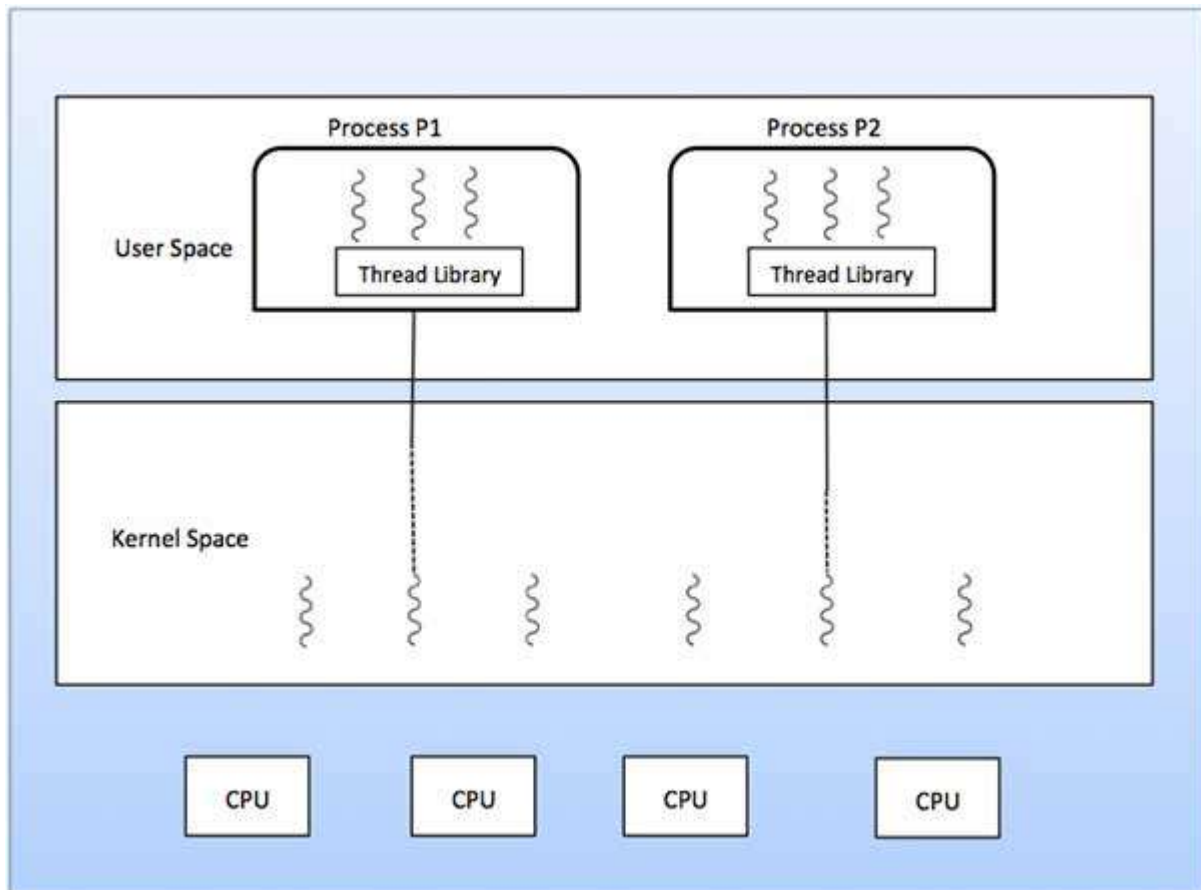 Process P1
Process P2
User Space
Thread Library
Thread Library
Kernel Space
CPU
CPU
CPU
CPU